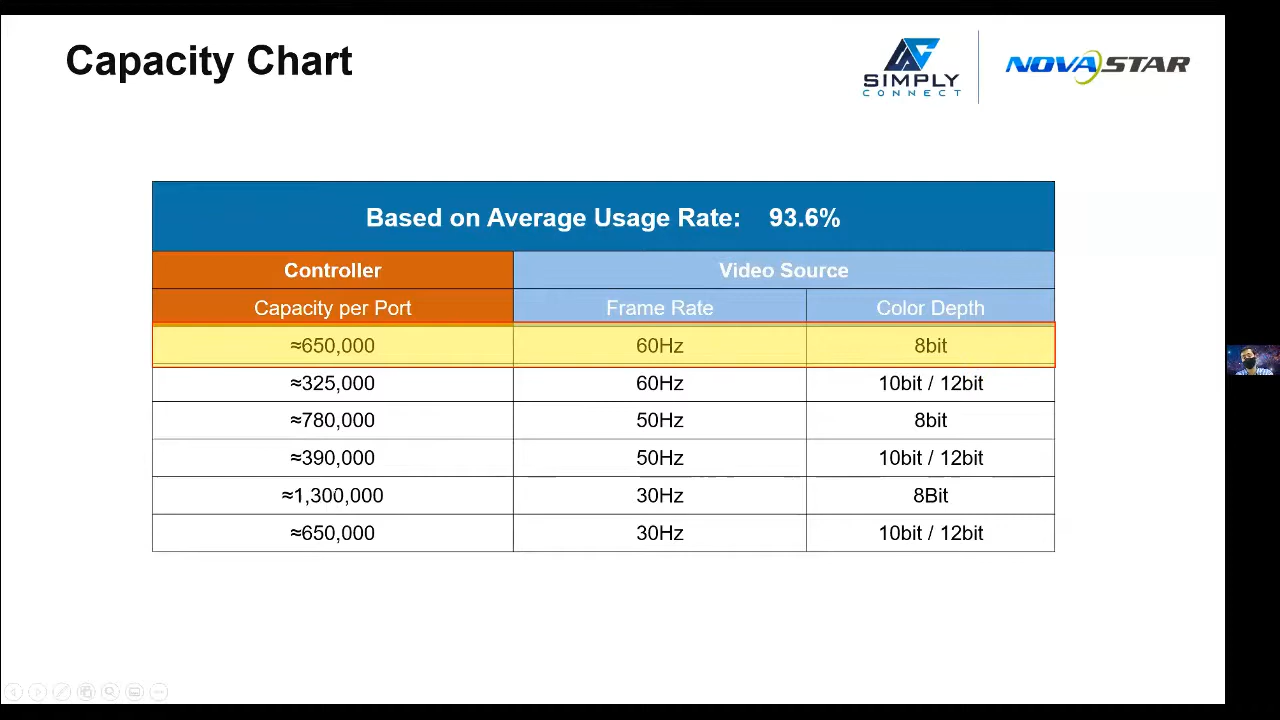 Capacity Chart
SIMPLY
CONNECT
NOVASTAR
Based on Average Usage Rate: 93.6%
Controller Video Source
Capacity per Port Frame Rate Color Depth
≈650,000 60Hz 8bit
≈325,000 60Hz 10bit / 12bit
≈780,000 50Hz 8bit
≈390,000 50Hz 10bit / 12bit
≈1,300,000 30Hz 8Bit
≈650,000 30Hz 10bit / 12bit